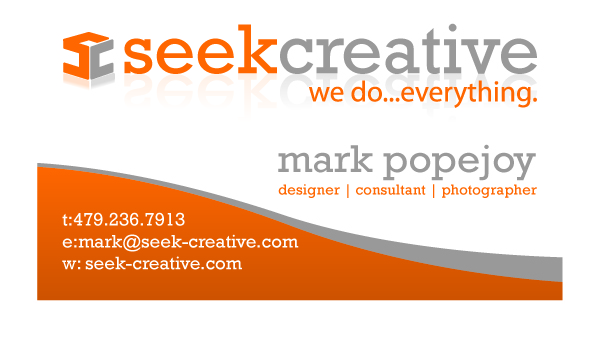 seekcreative
we do...everything.
mark popejoy
designer | consultant | photographer
t:479.236.7913
e:mark@seek-creative.com
w: seek-creative.com